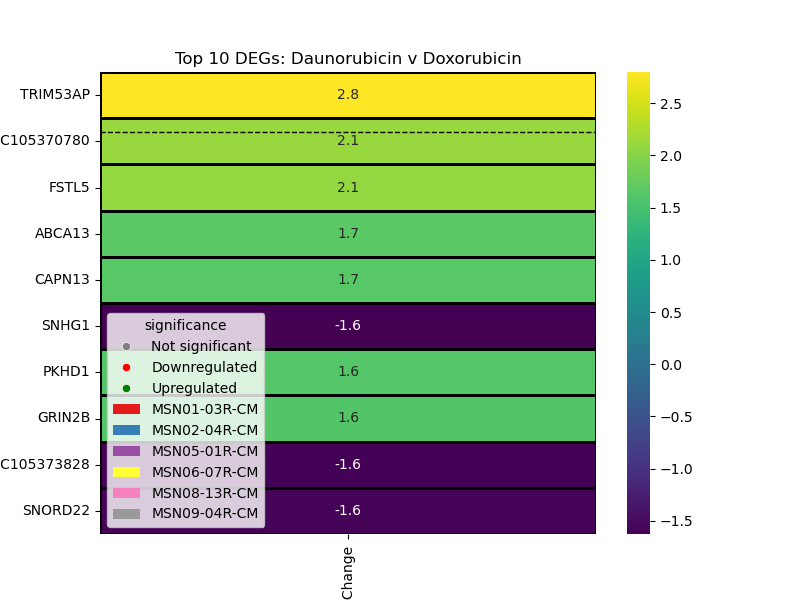 Top 10 DEGs: Daunorubicin v Doxorubicin
TRIM53AP
2.8
C105370780
2.1
FSTL5
2.1
ABCA13
1.7
CAPN13
1.7
SNHG1
-1.6
PKHD1
1.6
GRIN2B
1.6
C105373828
-1.6
SNORD22
-1.6
significance
Not significant
Downregulated
Upregulated
MSN01-03R-CM
MSN02-04R-CM
MSN05-01R-CM
MSN06-07R-CM
MSN08-13R-CM
MSN09-04R-CM
Change
2.5
2.0
1.5
1.0
0.5
0.0
−0.5
−1.0
−1.5